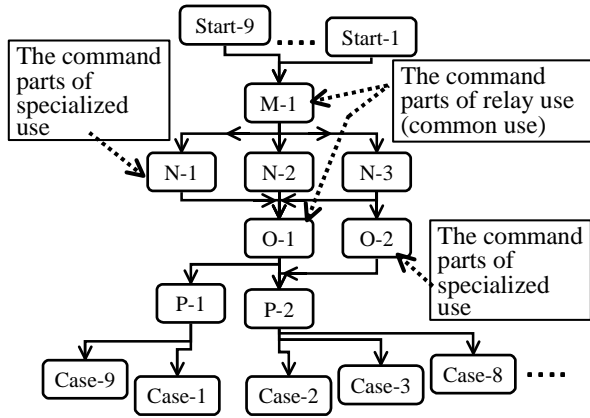 Start-9
Start-1
The command
parts of
specialized
use
The command
parts of relay use
(common use)
M-1
N-1
N-2
N-3
O-1
O-2
The command
parts of
specialized
use
P-1
P-2
Case-9
Case-1
Case-2
Case-3
Case-8